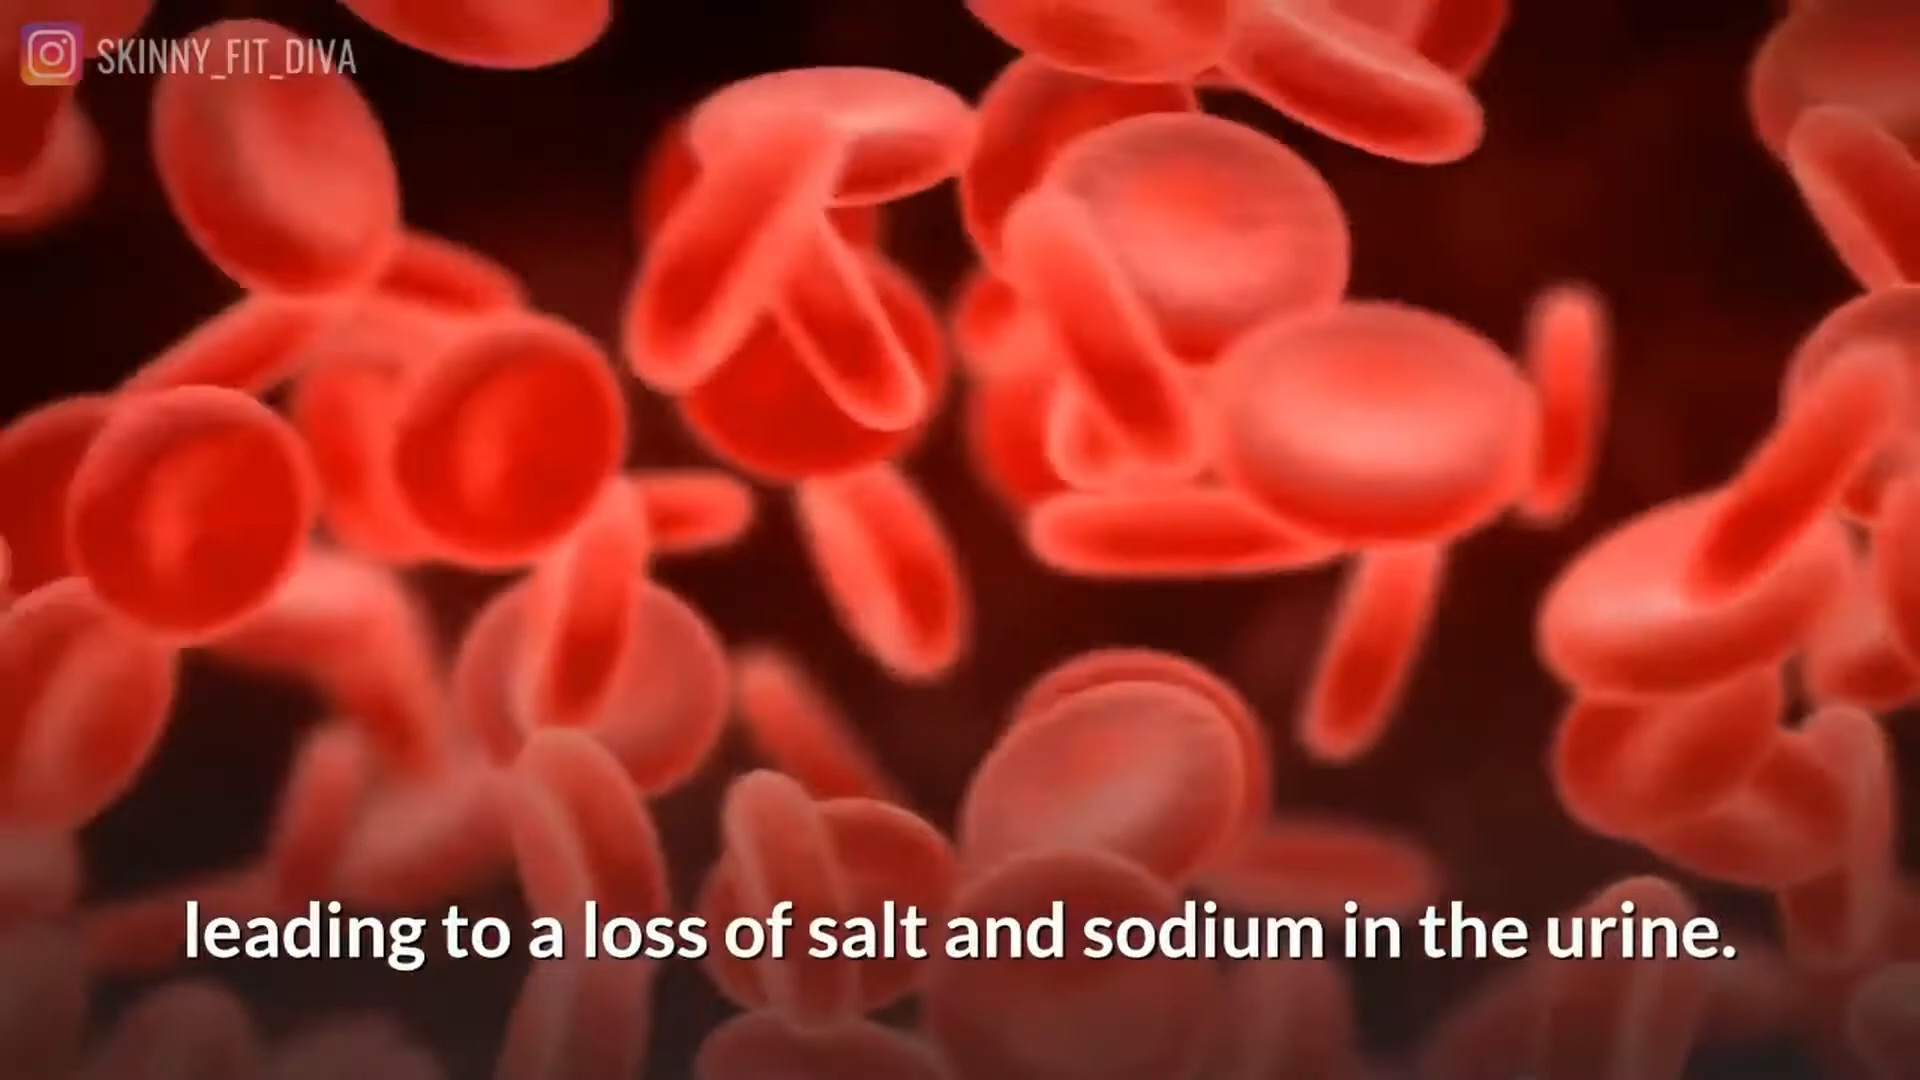 SKINNY_FIT_DIVA
leading to a loss of salt and sodium in the urine.